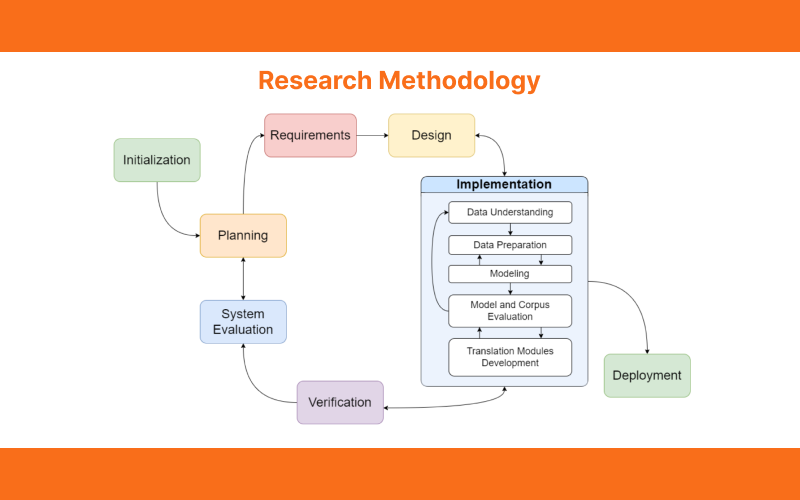 Research Methodology
Initialization
Planning
Requirements
Design
Implementation
Data Understanding
Data Preparation
Modeling
Model and Corpus
Evaluation
Translation Modules
Development
Deployment
Verification
System
Evaluation